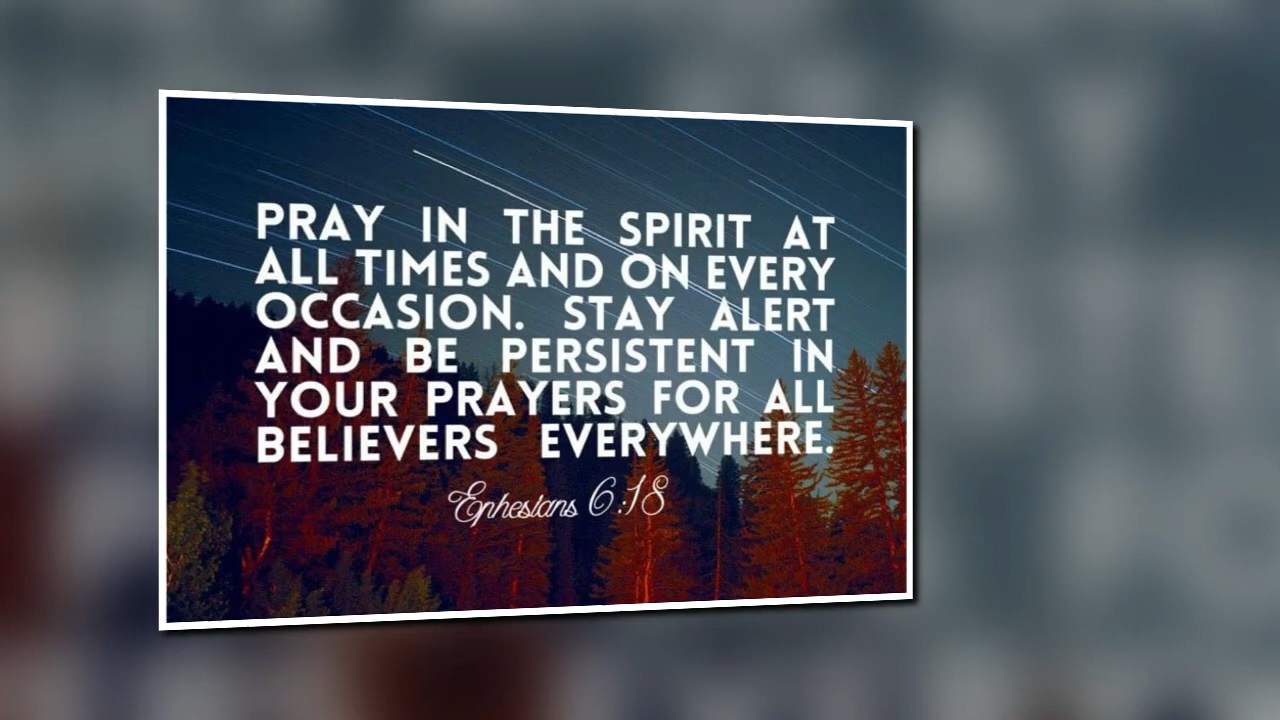 PRAY IN THE SPIRIT AT
ALL TIMES AND ON EVERY
OCCASION. STAY ALERT
AND BE PERSISTENT IN
YOUR PRAYERS FOR ALL
BELIEVERS EVERYWHERE.
Ephesians 6:18